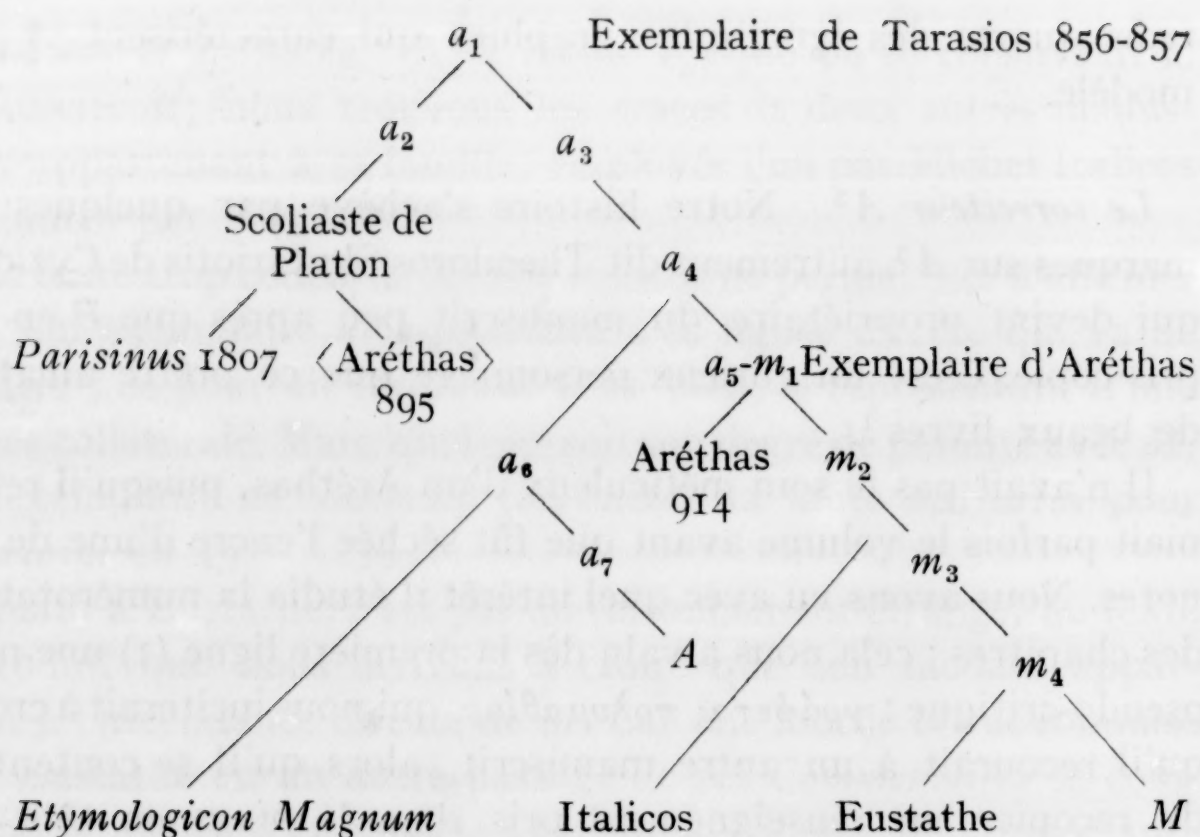 a₁ Exemplaire de Tarasios 856-857
a₂ a₃
Scoliaste de
Platon
a₄
Parisinus 1807 <Aréthas> a₅-m₁ Exemplaire d'Aréthas
895
a₆ Aréthas m₂
914
a₇ m₃
A m₄
Etymologicon Magnum Italicos Eustathe M